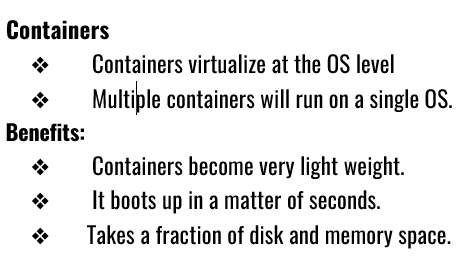 Containers
❖ Containers virtualize at the OS level
❖ Multiple containers will run on a single OS.
Benefits:
❖ Containers become very light weight.
❖ It boots up in a matter of seconds.
❖ Takes a fraction of disk and memory space.